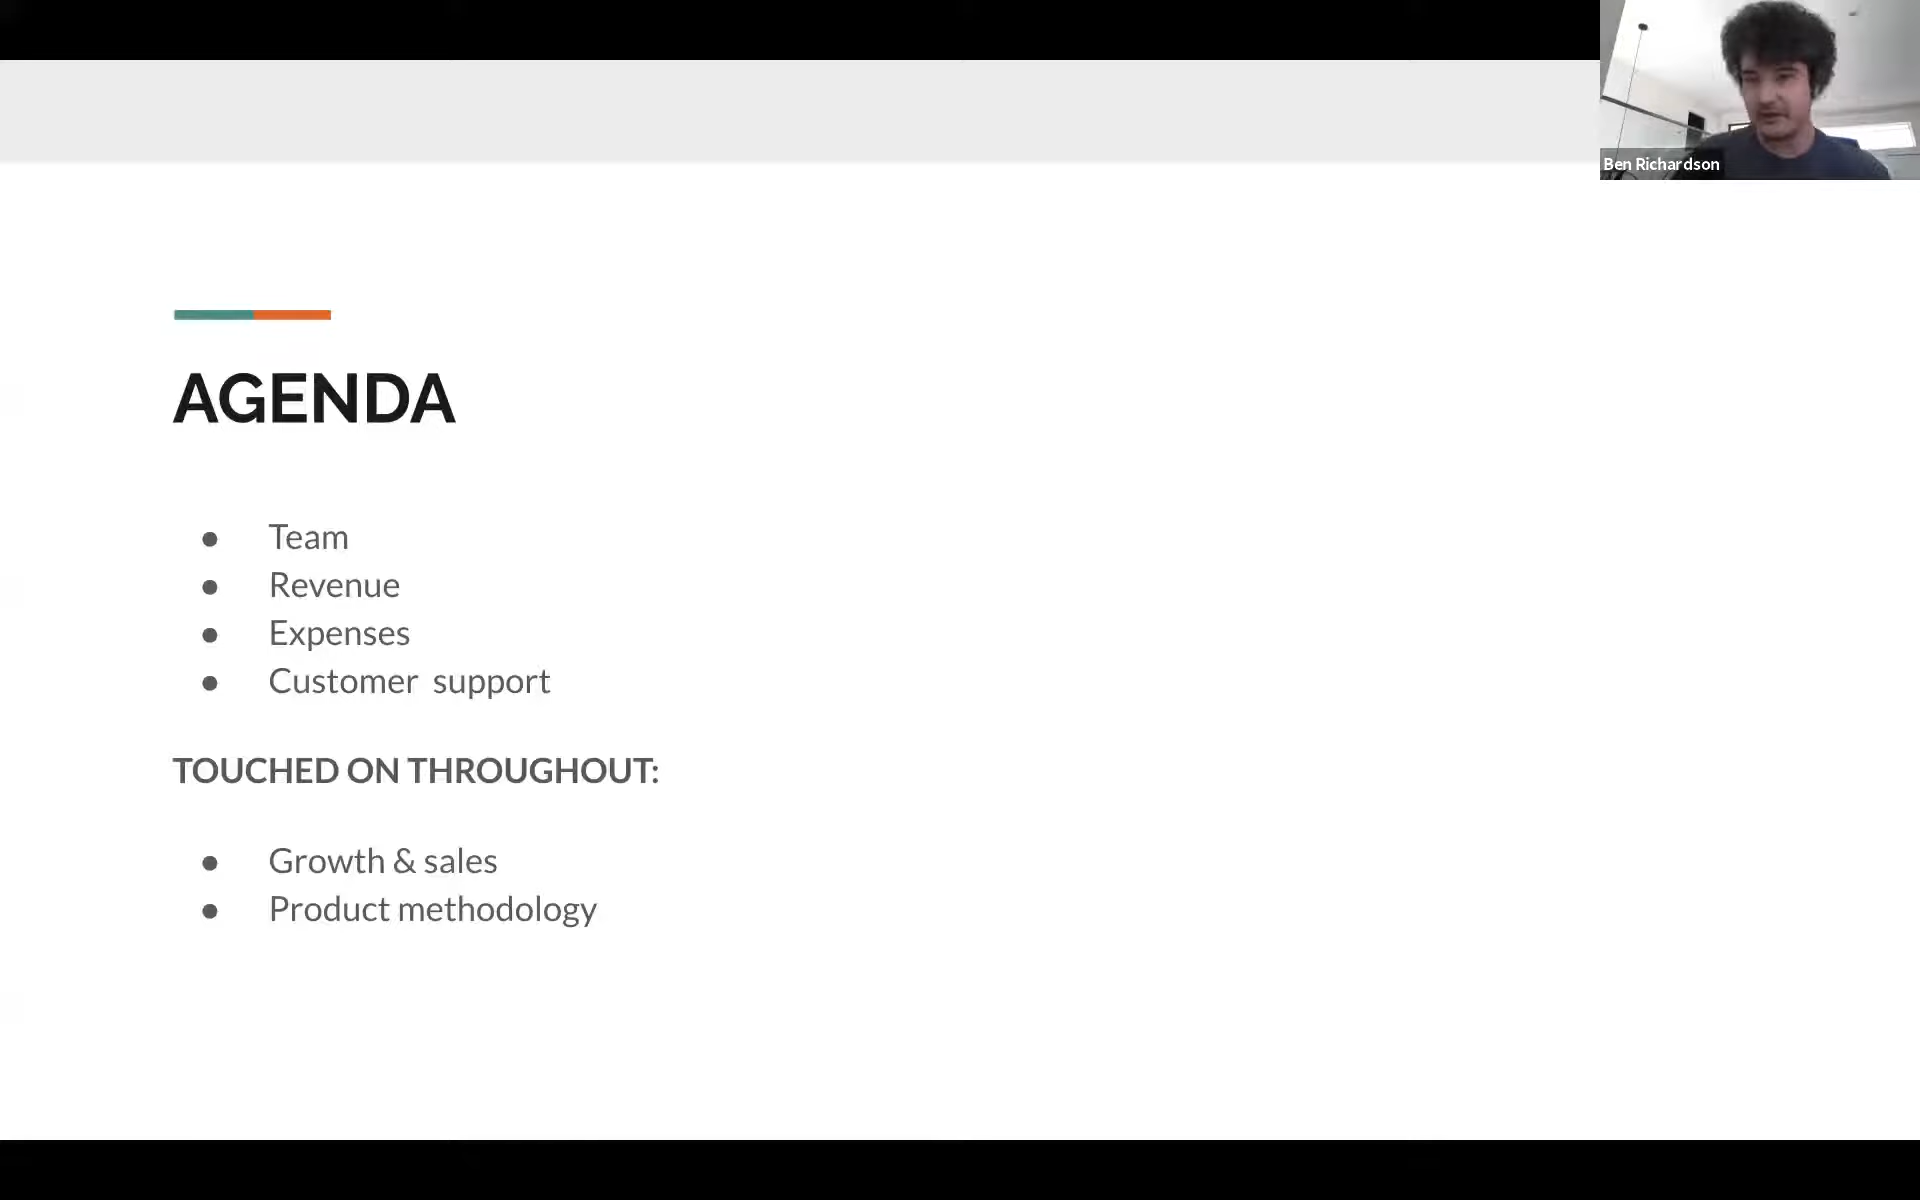 Ben Richardson
AGENDA
● Team
● Revenue
● Expenses
● Customer support
TOUCHED ON THROUGHOUT:
● Growth & sales
● Product methodology